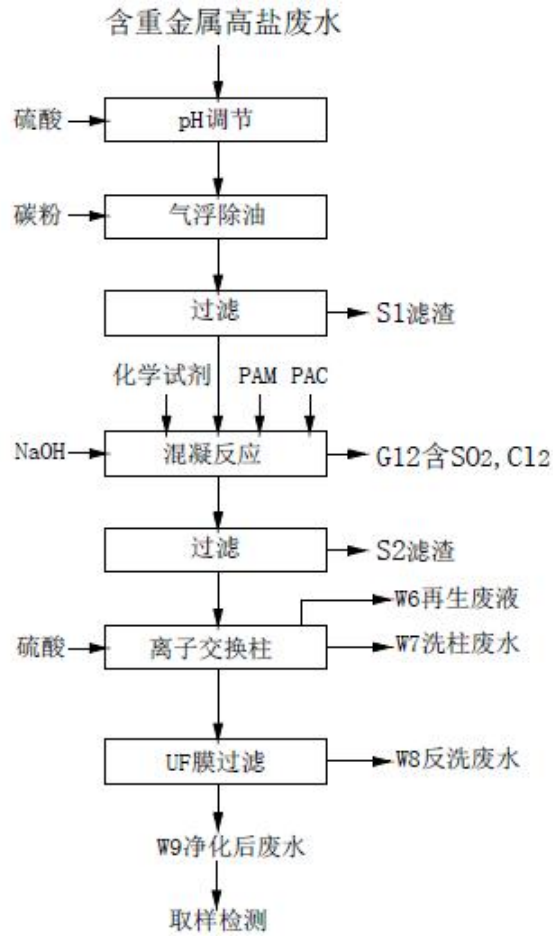 含重金属高盐废水
硫酸
pH调节
碳粉
气浮除油
过滤
S1滤渣
化学试剂 PAM PAC
NaOH
混凝反应
G12含SO2,Cl2
过滤
S2滤渣
W6再生废液
硫酸
离子交换柱
W7洗柱废水
UF膜过滤
W8反洗废水
W9净化后废水
取样检测